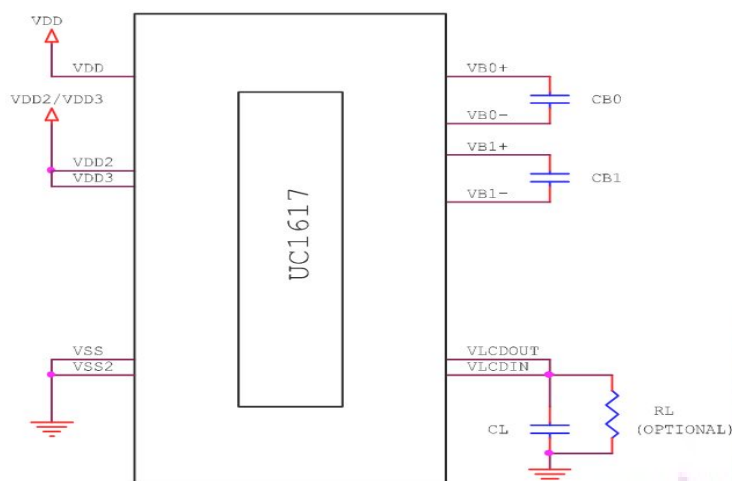 VDD
VDD
VDD2/VDD3
VDD2
VDD3
VSS
VSS2
UC1617
VB0+
VB0-
CB0
VB1+
VB1-
CB1
VLCDOUT
VLCDIN
CL
RL
(OPTIONAL)